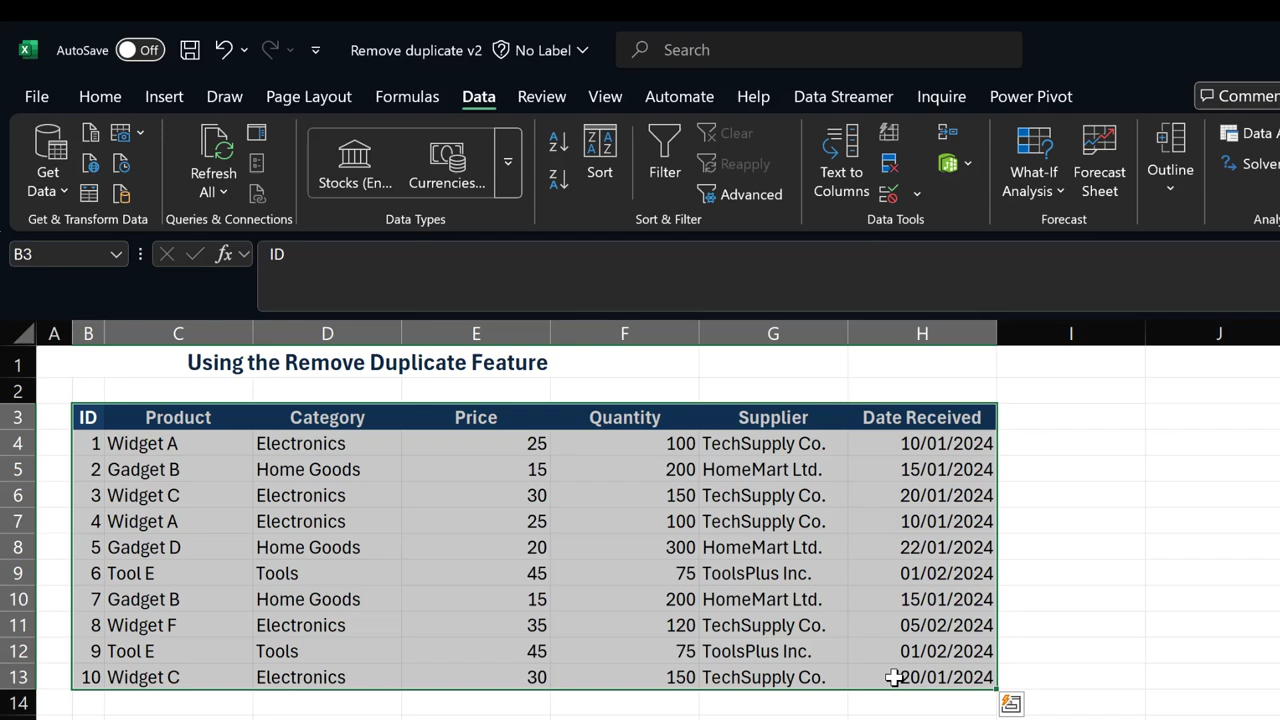 AutoSave Off Remove duplicate v2 No Label Search
File Home Insert Draw Page Layout Formulas Data Review View Automate Help Data Streamer Inquire Power Pivot Commen
Get Data Refresh All Stocks (En... Currencies... Sort Filter Clear Reapply Advanced Text to Columns What-If Analysis Forecast Sheet Outline Data A Solver
Get & Transform Data Queries & Connections Data Types Sort & Filter Data Tools Forecast Analy
B3 fx ID
A B C D E F G H I J
1 Using the Remove Duplicate Feature
2
3 ID Product Category Price Quantity Supplier Date Received
4 1 Widget A Electronics 25 100 TechSupply Co. 10/01/2024
5 2 Gadget B Home Goods 15 200 HomeMart Ltd. 15/01/2024
6 3 Widget C Electronics 30 150 TechSupply Co. 20/01/2024
7 4 Widget A Electronics 25 100 TechSupply Co. 10/01/2024
8 5 Gadget D Home Goods 20 300 HomeMart Ltd. 22/01/2024
9 6 Tool E Tools 45 75 ToolsPlus Inc. 01/02/2024
10 7 Gadget B Home Goods 15 200 HomeMart Ltd. 15/01/2024
11 8 Widget F Electronics 35 120 TechSupply Co. 05/02/2024
12 9 Tool E Tools 45 75 ToolsPlus Inc. 01/02/2024
13 10 Widget C Electronics 30 150 TechSupply Co. 20/01/2024
14